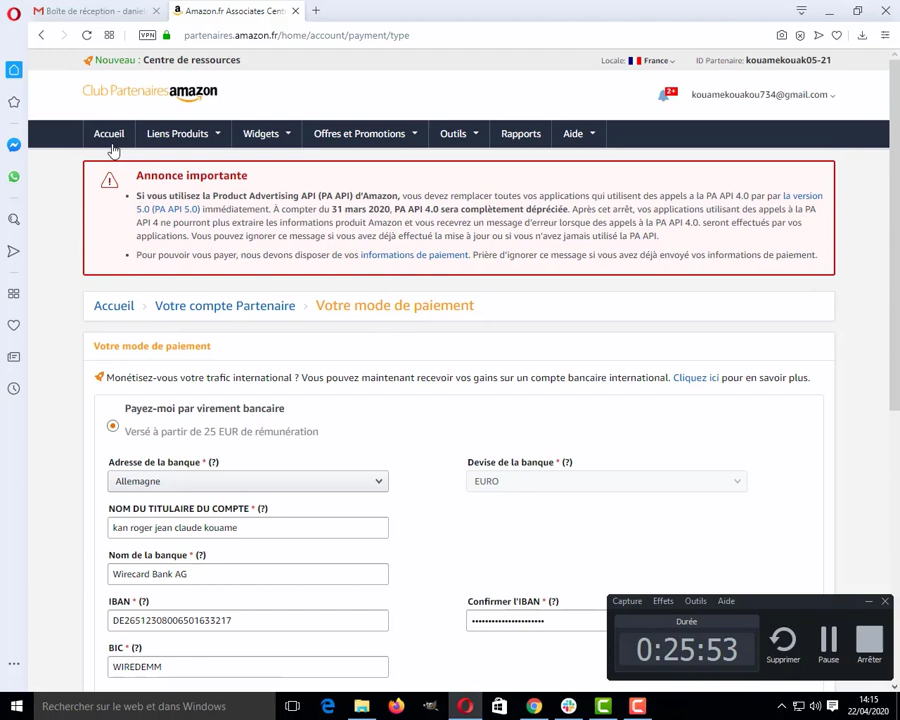 Boîte de réception - daniel
Amazon.fr Associates Cent
VPN
partenaires.amazon.fr/home/account/payment/type
Nouveau : Centre de ressources
Locale: France
ID Partenaire: kouamekouak05-21
Club Partenaires amazon
2+
kouamekouakou734@gmail.com
Accueil
Liens Produits
Widgets
Offres et Promotions
Outils
Rapports
Aide
Annonce importante
Si vous utilisez la Product Advertising API (PA API) d'Amazon, vous devez remplacer toutes vos applications qui utilisent des appels a la PA API 4.0 par par la version
5.0 (PA API 5.0) immédiatement. À compter du 31 mars 2020, PA API 4.0 sera complètement dépréciée. Après cet arrêt, vos applications utilisant des appels à la PA
API 4 ne pourront plus extraire les informations produit Amazon et vous recevrez un message d'erreur lorsque des appels à la PA API 4.0. seront effectués par vos
applications. Vous pouvez ignorer ce message si vous avez déjà effectué la mise à jour ou si vous n'avez jamais utilisé la PA API.
Pour pouvoir vous payer, nous devons disposer de vos informations de paiement. Prière d'ignorer ce message si vous avez déjà envoyé vos informations de paiement.
Accueil › Votre compte Partenaire › Votre mode de paiement
Votre mode de paiement
Monétisez-vous votre trafic international ? Vous pouvez maintenant recevoir vos gains sur un compte bancaire international. Cliquez ici pour en savoir plus.
Payez-moi par virement bancaire
Versé à partir de 25 EUR de rémunération
Adresse de la banque * (?)
Devise de la banque * (?)
Allemagne
EURO
NOM DU TITULAIRE DU COMPTE * (?)
kan roger jean claude kouame
Nom de la banque * (?)
Wirecard Bank AG
IBAN * (?)
Confirmer l'IBAN * (?)
DE26512308006501633217
••••••••••••••••••••••
BIC * (?)
WIREDEMM
Capture Effets Outils Aide
Durée
0:25:53
Supprimer
Pause
Arrêter
Rechercher sur le web et dans Windows
14:15
22/04/2020